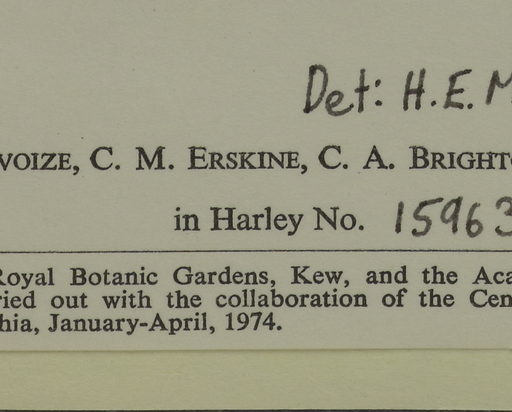 Det: H.E.M
VOIZE, C. M. ERSKINE, C. A. BRIGHT
in Harley No. 15963
Royal Botanic Gardens, Kew, and the Aca
ried out with the collaboration of the Cen
hia, January-April, 1974.